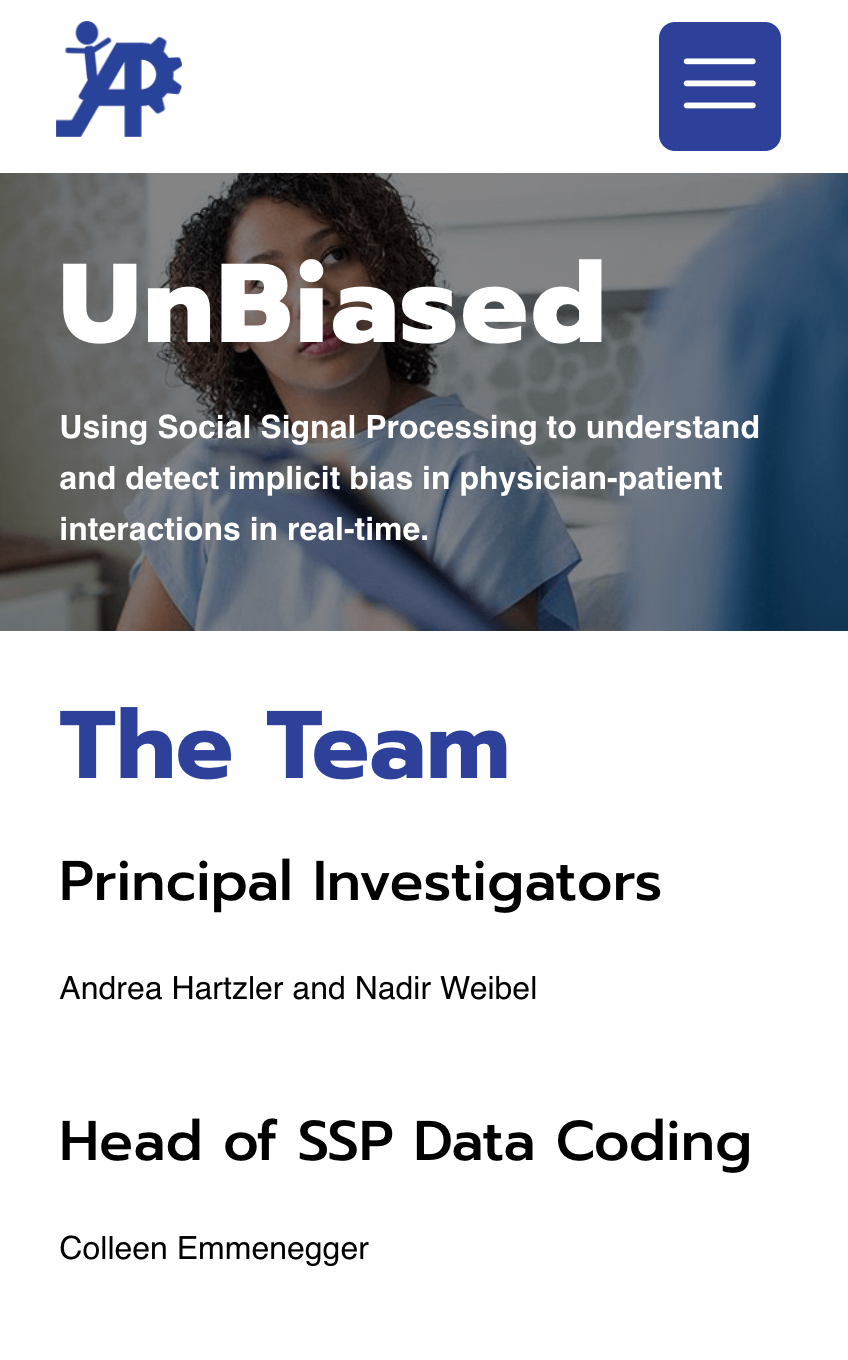 UnBiased
Using Social Signal Processing to understand
and detect implicit bias in physician-patient
interactions in real-time.
The Team
Principal Investigators
Andrea Hartzler and Nadir Weibel
Head of SSP Data Coding
Colleen Emmenegger